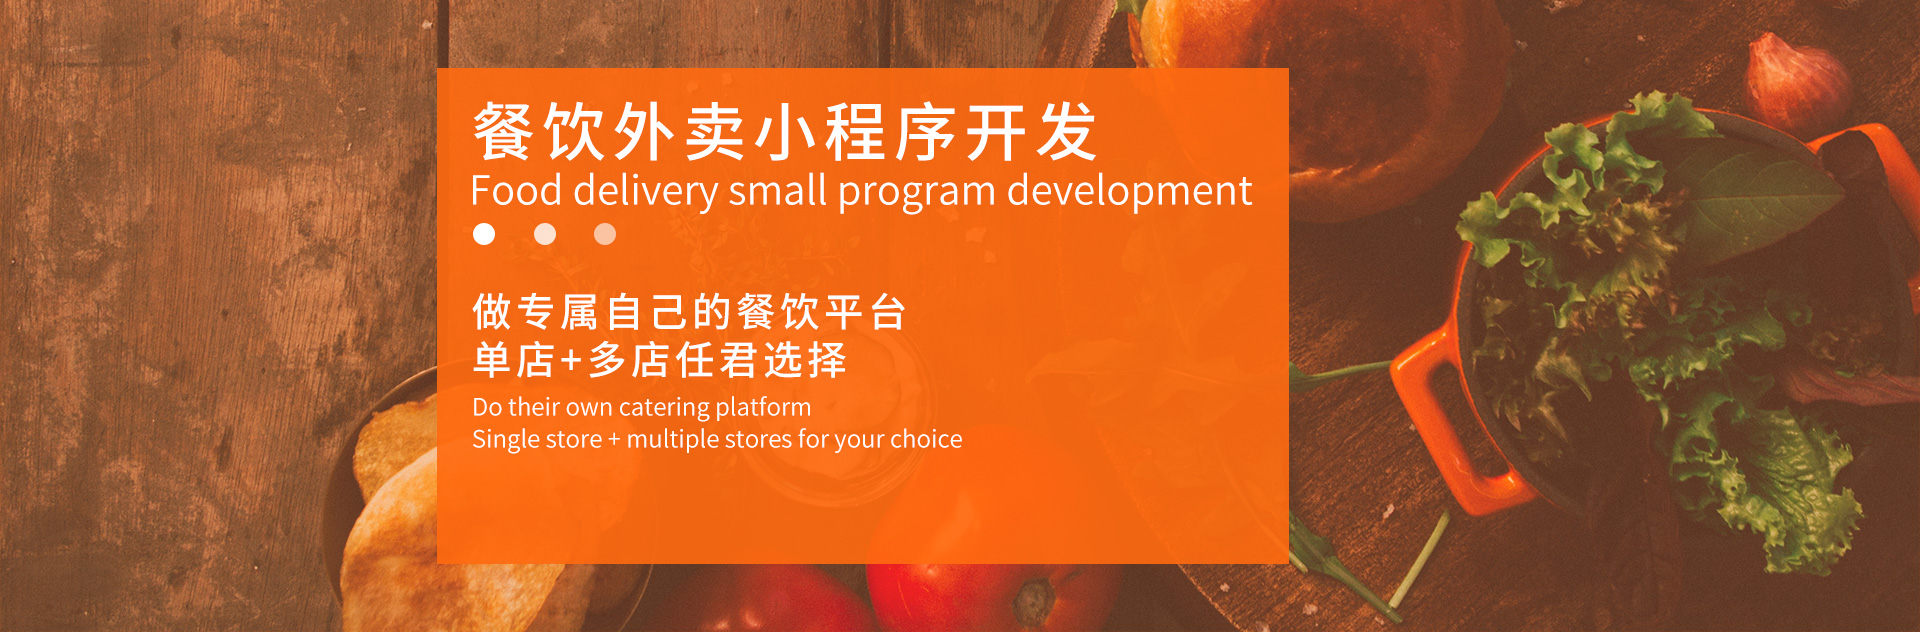 餐饮外卖小程序开发
Food delivery small program development
做专属自己的餐饮平台
单店+多店任君选择
Do their own catering platform
Single store + multiple stores for your choice